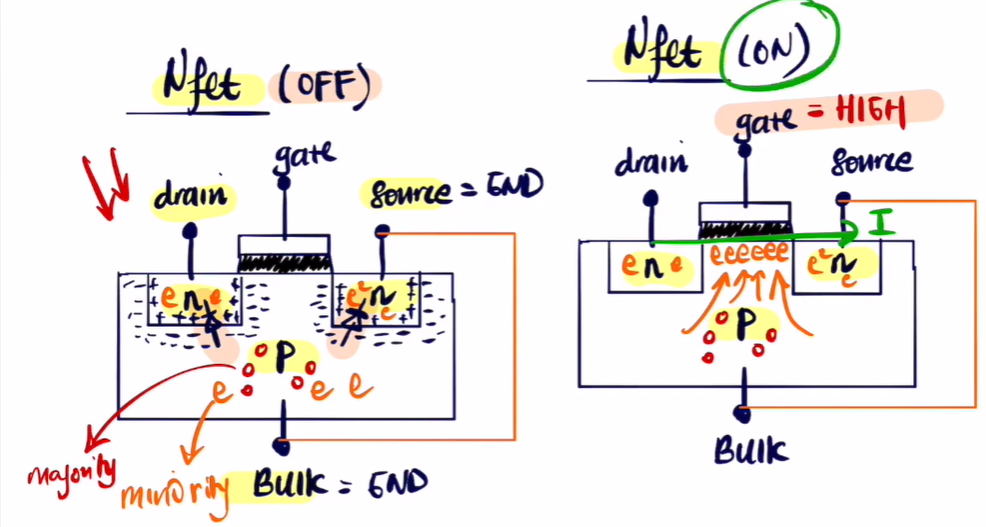 Nfet (OFF)
gate
drain
source = GND
e n e
e e n e
P
e e e
majority
minority
Bulk = GND
Nfet (ON)
gate = HIGH
drain
source
I
e n e
eeeeee
e e n e
P
Bulk